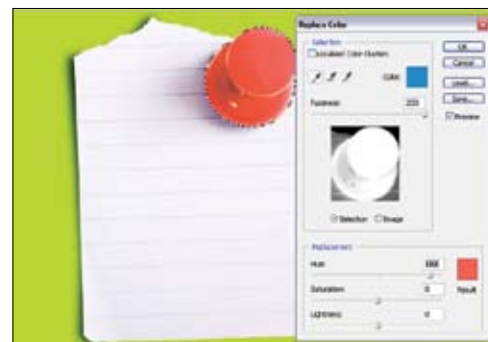 Replace Color
Selection
Localized Color Clusters
OK
Cancel
Load...
Save...
Preview
Color:
Fuzziness:
200
Selection
Image
Replacement
Hue:
Saturation:
0
Result
Lightness:
0